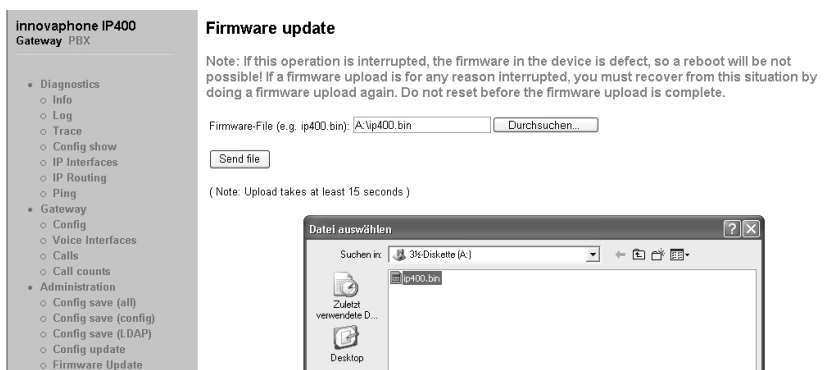 innovaphone IP400
Gateway PBX
Diagnostics
Info
Log
Trace
Config show
IP Interfaces
IP Routing
Ping
Gateway
Config
Voice Interfaces
Calls
Call counts
Administration
Config save (all)
Config save (config)
Config save (LDAP)
Config update
Firmware Update
Firmware update
Note: If this operation is interrupted, the firmware in the device is defect, so a reboot will be not
possible! If a firmware upload is for any reason interrupted, you must recover from this situation by
doing a firmware upload again. Do not reset before the firmware upload is complete.
Firmware-File (e.g. ip400.bin): A:\ip400.bin Durchsuchen...
Send file
( Note: Upload takes at least 15 seconds )
Datei auswählen
Suchen in: 3½-Diskette (A:)
ip400.bin
Zuletzt
verwendete D...
Desktop